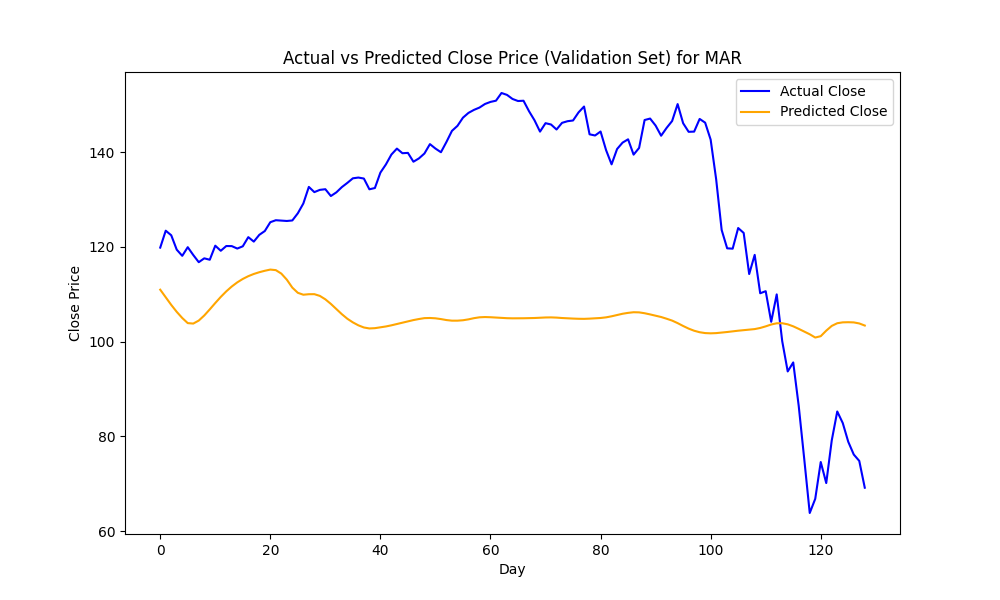 Actual vs Predicted Close Price (Validation Set) for MAR
Actual Close
Predicted Close
Close Price
140
120
100
80
60
0 20 40 60 80 100 120
Day